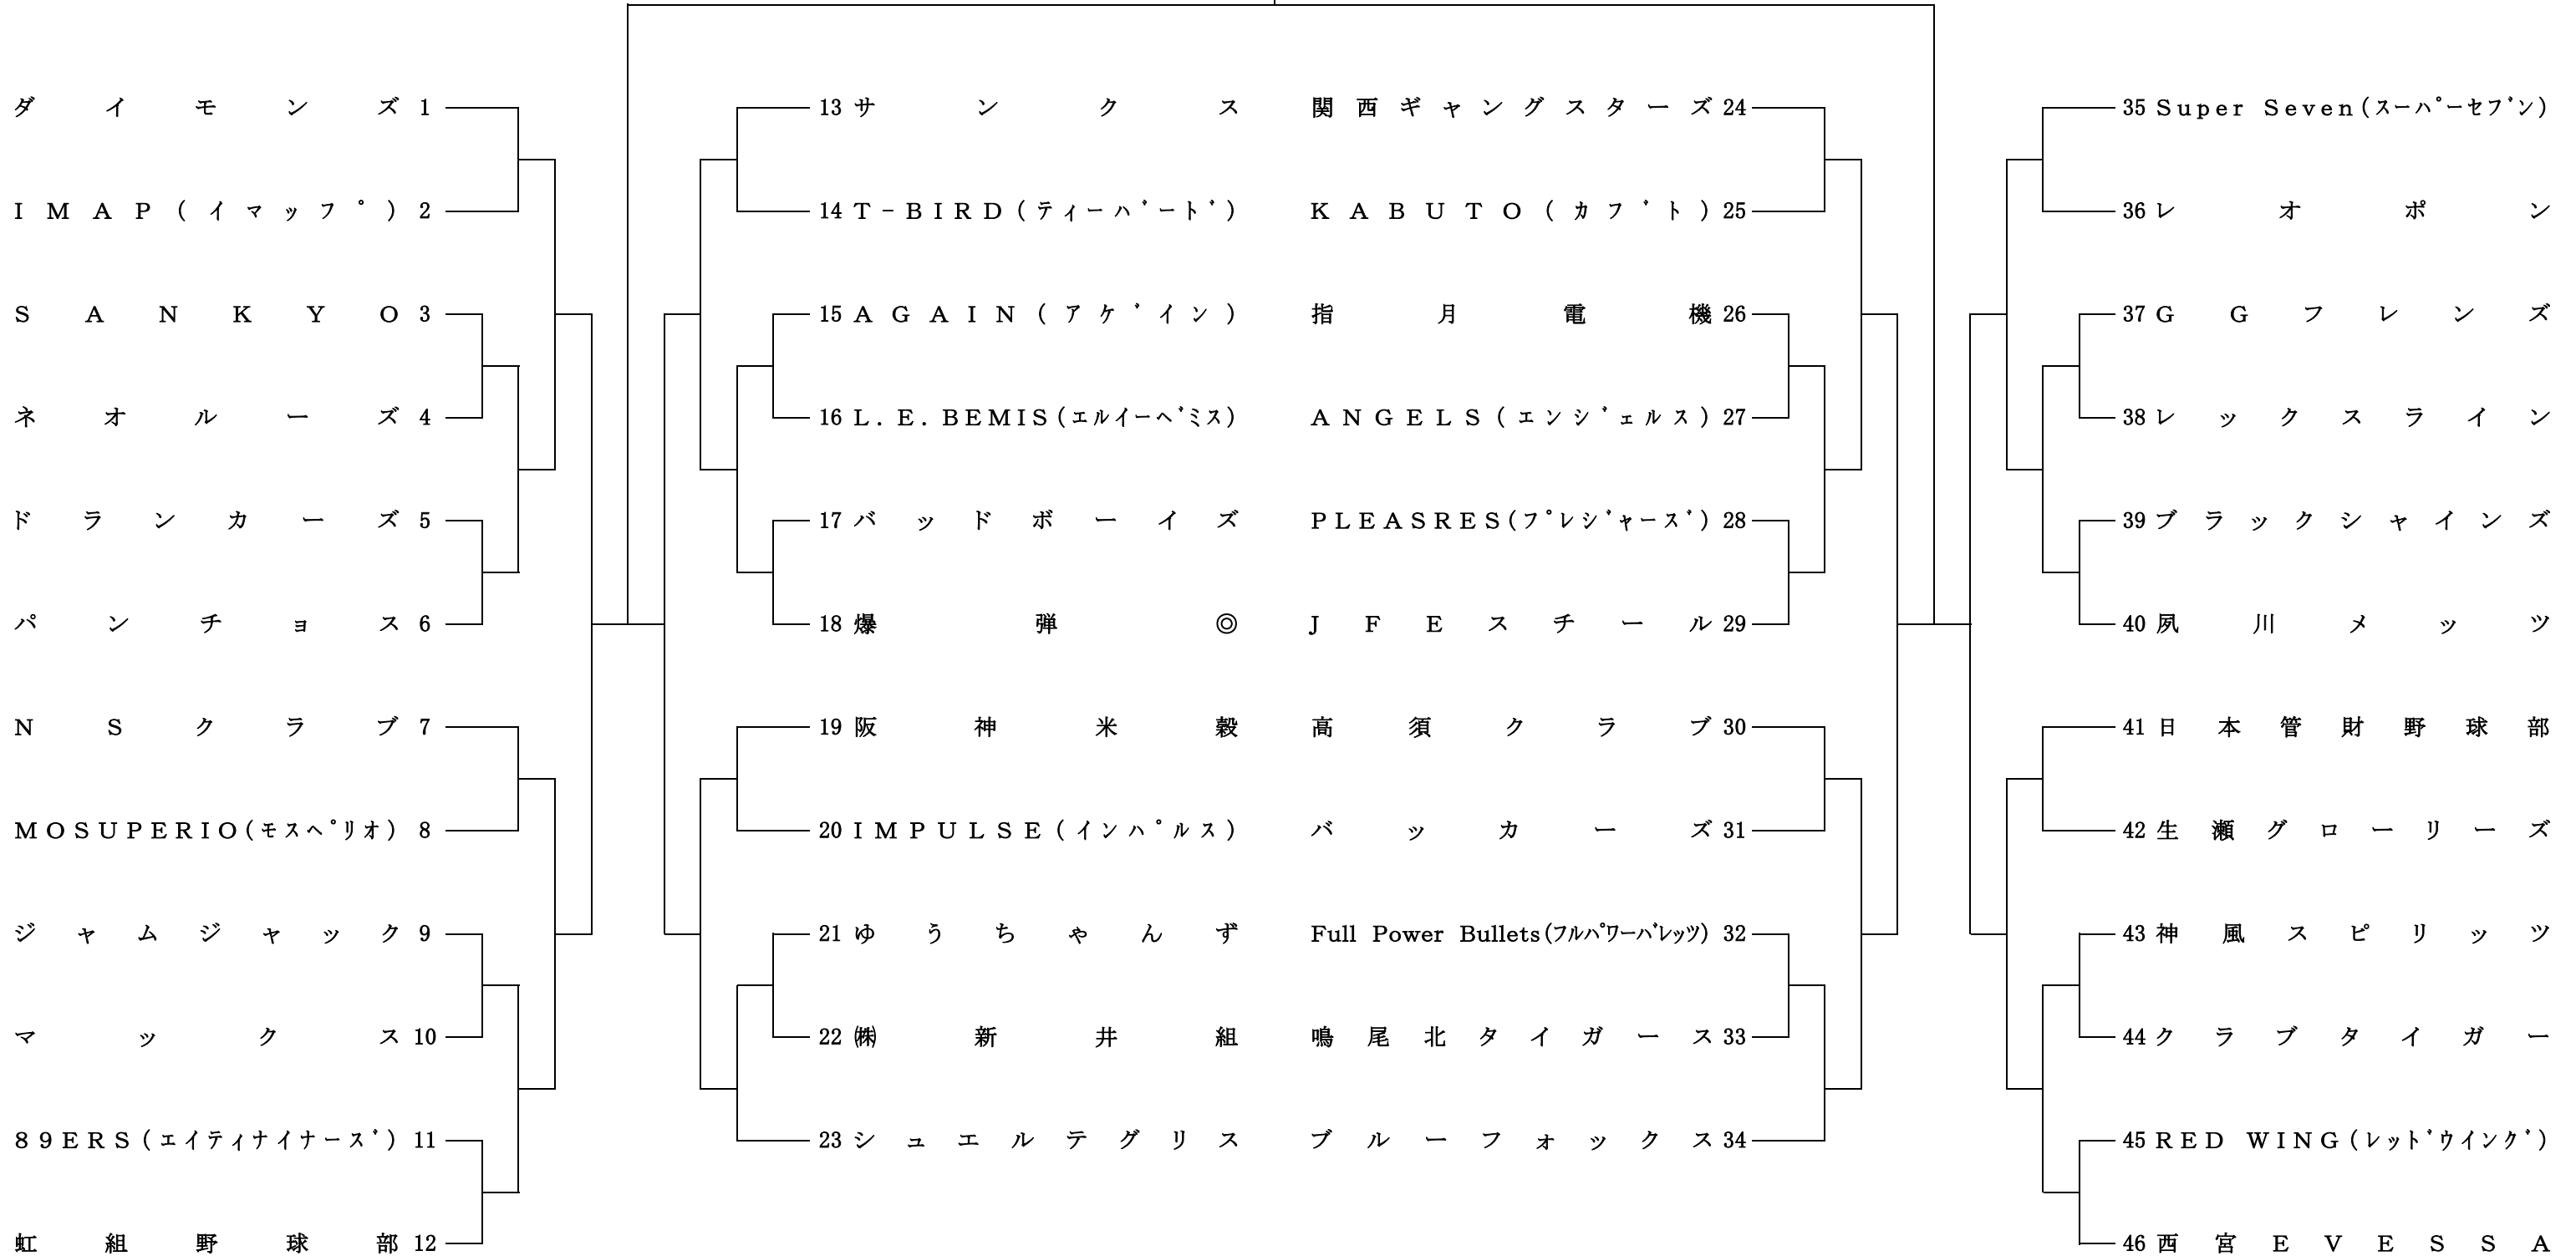 ダイモンズ 1
IMAP(イマップ) 2
SANKYO 3
ネオルーズ 4
ドランカーズ 5
パンチョス 6
NSクラブ 7
MOSUPERIO(モスペリオ) 8
ジャムジャック 9
マックス 10
89ERS(エイティナイナーズ) 11
虹組野球部 12
13 サンクス
14 T-BIRD(ティーバード)
15 AGAIN(アゲイン)
16 L.E.BEMIS(エルイーベミス)
17 バッドボーイズ
18 爆弾◎
19 阪神米穀
20 IMPULSE(インパルス)
21 ゆうちゃんず
22 ㈱新井組
23 シュエルテグリス
関西ギャングスターズ 24
KABUTO(カブト) 25
指月電機 26
ANGELS(エンジェルス) 27
PLEASRES(プレジャーズ) 28
JFEスチール 29
高須クラブ 30
バッカーズ 31
Full Power Bullets(フルパワーバレッツ) 32
鳴尾北タイガース 33
ブルーフォックス 34
35 Super Seven(スーパーセブン)
36 レオポン
37 GGフレンズ
38 レックスライン
39 ブラックシャインズ
40 夙川メッツ
41 日本管財野球部
42 生瀬グローリーズ
43 神風スピリッツ
44 クラブタイガー
45 RED WING(レッドウイング)
46 西宮EVESSA